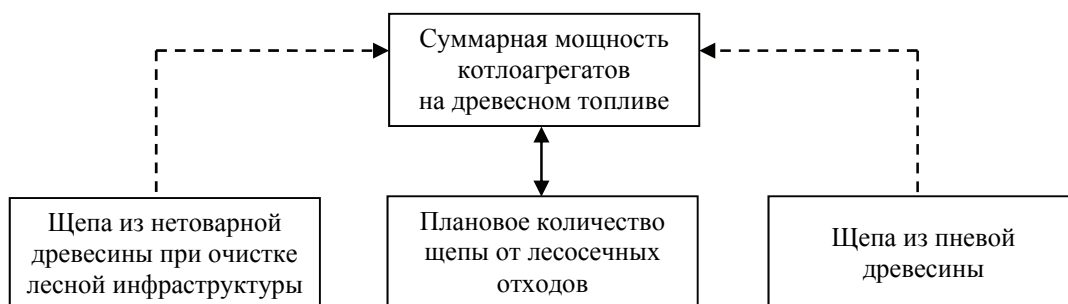 Суммарная мощность
котлоагрегатов
на древесном топливе
Щепа из нетоварной
древесины при очистке
лесной инфраструктуры
Плановое количество
щепы от лесосечных
отходов
Щепа из пневой
древесины